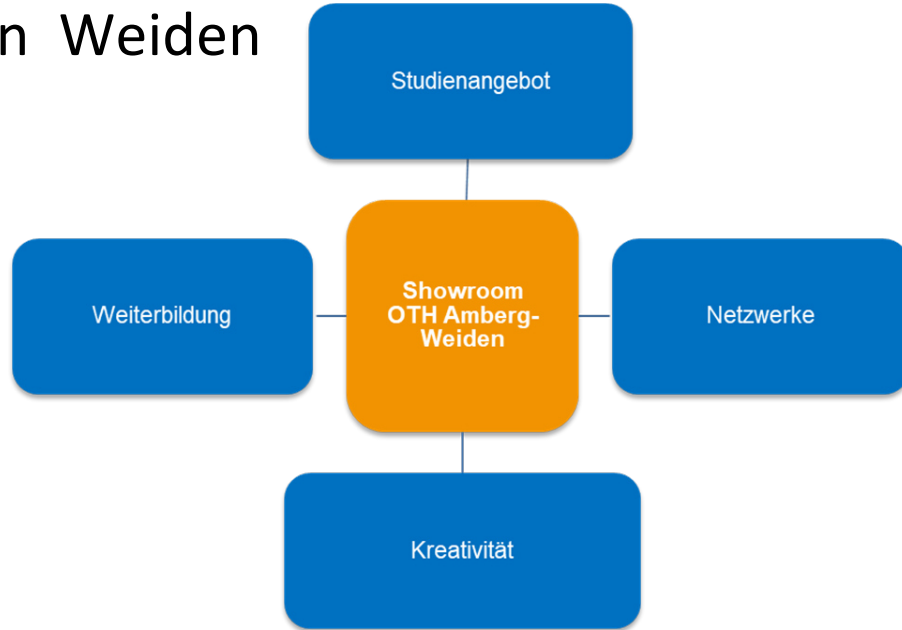 n Weiden
Studienangebot
Weiterbildung
Showroom
OTH Amberg-
Weiden
Netzwerke
Kreativität